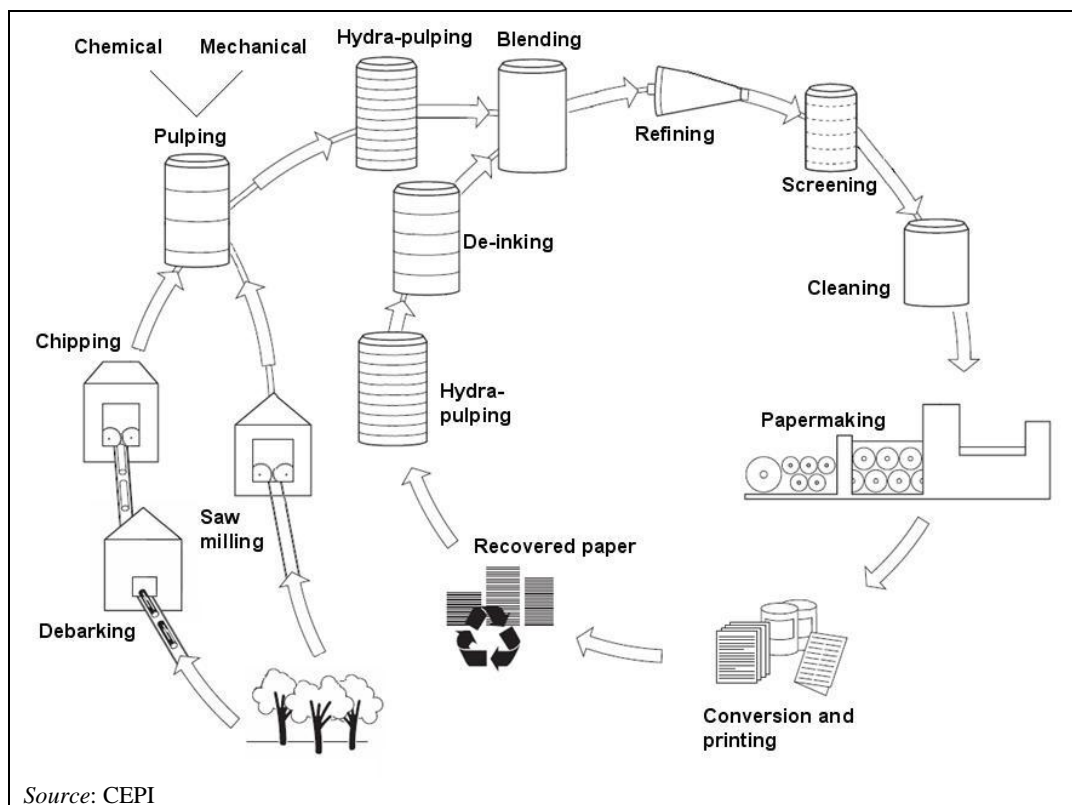 Chemical Mechanical
Hydra-pulping
Blending
Pulping
Refining
Screening
De-inking
Cleaning
Chipping
Hydra-
pulping
Papermaking
Saw
milling
Recovered paper
Debarking
Conversion and
printing
Source: CEPI